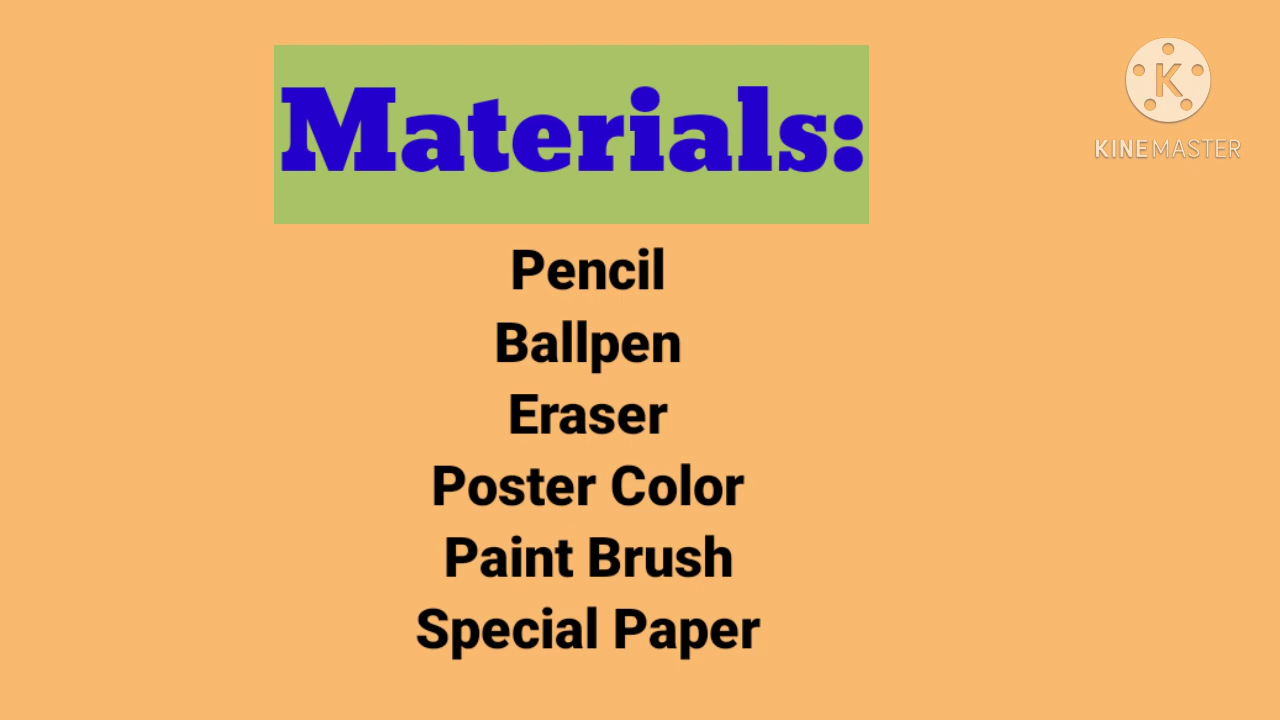 Materials:
K
KINEMASTER
Pencil
Ballpen
Eraser
Poster Color
Paint Brush
Special Paper